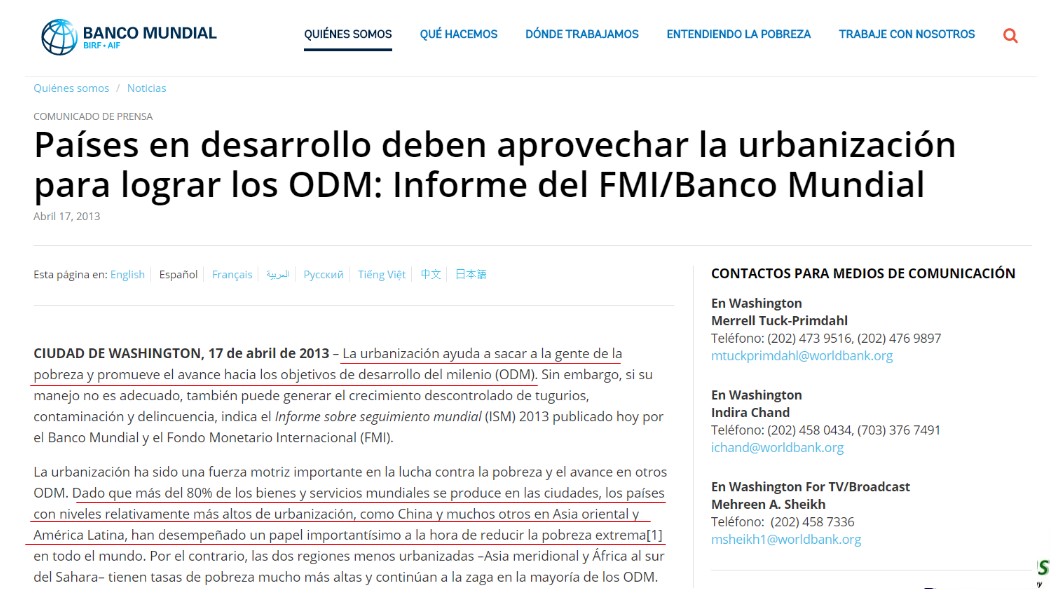 BANCO MUNDIAL
BIRF • AIF
QUIÉNES SOMOS
QUÉ HACEMOS
DÓNDE TRABAJAMOS
ENTENDIENDO LA POBREZA
TRABAJE CON NOSOTROS
Quiénes somos / Noticias
COMUNICADO DE PRENSA
Países en desarrollo deben aprovechar la urbanización
para lograr los ODM: Informe del FMI/Banco Mundial
Abril 17, 2013
Esta página en: English Español Français العربية Русский Tiếng Việt 中文 日本語
CIUDAD DE WASHINGTON, 17 de abril de 2013 – La urbanización ayuda a sacar a la gente de la
pobreza y promueve el avance hacia los objetivos de desarrollo del milenio (ODM). Sin embargo, si su
manejo no es adecuado, también puede generar el crecimiento descontrolado de tugurios,
contaminación y delincuencia, indica el Informe sobre seguimiento mundial (ISM) 2013 publicado hoy por
el Banco Mundial y el Fondo Monetario Internacional (FMI).
La urbanización ha sido una fuerza motriz importante en la lucha contra la pobreza y el avance en otros
ODM. Dado que más del 80% de los bienes y servicios mundiales se produce en las ciudades, los países
con niveles relativamente más altos de urbanización, como China y muchos otros en Asia oriental y
América Latina, han desempeñado un papel importantísimo a la hora de reducir la pobreza extrema[1]
en todo el mundo. Por el contrario, las dos regiones menos urbanizadas –Asia meridional y África al sur
del Sahara– tienen tasas de pobreza mucho más altas y continúan a la zaga en la mayoría de los ODM.
CONTACTOS PARA MEDIOS DE COMUNICACIÓN
En Washington
Merrell Tuck-Primdahl
Teléfono: (202) 473 9516, (202) 476 9897
mtuckprimdahl@worldbank.org
En Washington
Indira Chand
Teléfono: (202) 458 0434, (703) 376 7491
ichand@worldbank.org
En Washington For TV/Broadcast
Mehreen A. Sheikh
Teléfono: (202) 458 7336
msheikh1@worldbank.org